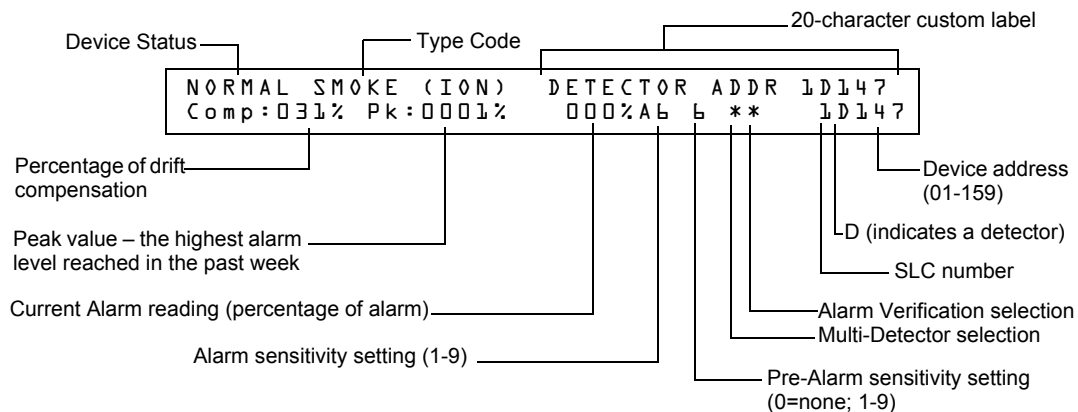 20-character custom label
Device Status
Type Code
NORMAL SMOKE (ION) DETECTOR ADDR 1D147
Comp:031% Pk:0001% 000%A6 6 ** 1D147
Percentage of drift
compensation
Device address
(01-159)
Peak value – the highest alarm
level reached in the past week
D (indicates a detector)
SLC number
Current Alarm reading (percentage of alarm)
Alarm Verification selection
Multi-Detector selection
Alarm sensitivity setting (1-9)
Pre-Alarm sensitivity setting
(0=none; 1-9)